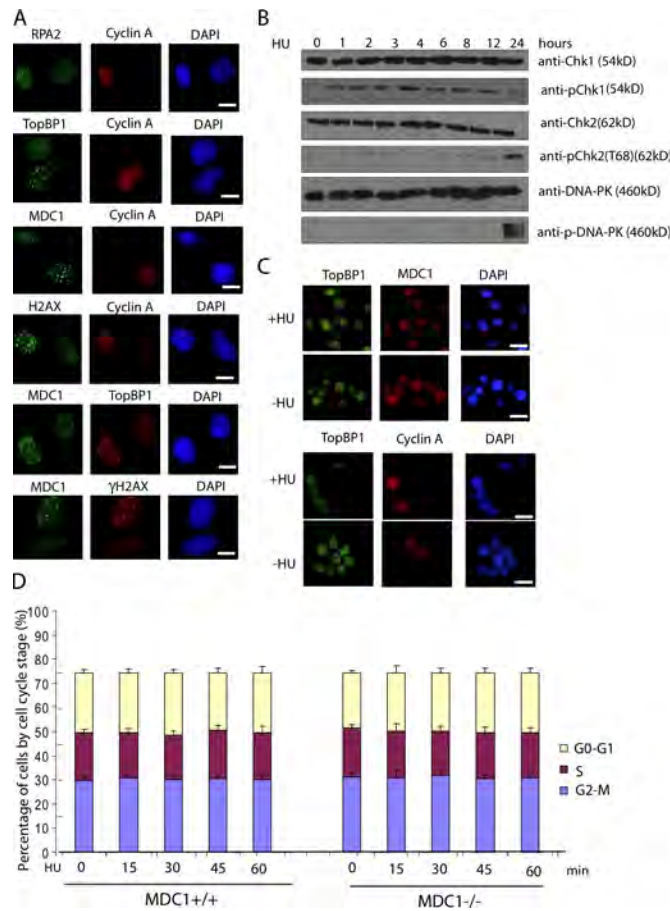 A
RPA2 Cyclin A DAPI
TopBP1 Cyclin A DAPI
MDC1 Cyclin A DAPI
H2AX Cyclin A DAPI
MDC1 TopBP1 DAPI
MDC1 γH2AX DAPI
B
HU 0 1 2 3 4 6 8 12 24 hours
anti-Chk1 (54kD)
anti-pChk1(54kD)
anti-Chk2(62kD)
anti-pChk2(T68)(62kD)
anti-DNA-PK (460kD)
anti-p-DNA-PK (460kD)
C
TopBP1 MDC1 DAPI
+HU
-HU
TopBP1 Cyclin A DAPI
+HU
-HU
D
Percentage of cells by cell cycle stage (%)
100
90
80
70
60
50
40
30
20
10
0
G0-G1
S
G2-M
HU 0 15 30 45 60 0 15 30 45 60 min
MDC1+/+ MDC1-/-